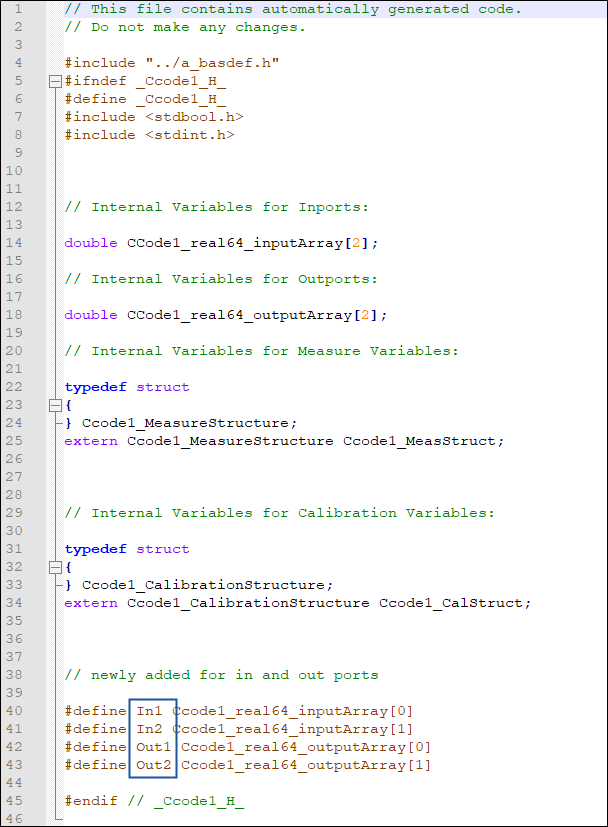 1 // This file contains automatically generated code.
2 // Do not make any changes.
3
4 #include "../a_basdef.h"
5 #ifndef _Ccode1_H_
6 #define _Ccode1_H_
7 #include <stdbool.h>
8 #include <stdint.h>
9
10
11
12 // Internal Variables for Inports:
13
14 double CCode1_real64_inputArray[2];
15
16 // Internal Variables for Outports:
17
18 double CCode1_real64_outputArray[2];
19
20 // Internal Variables for Measure Variables:
21
22 typedef struct
23 {
24 } Ccode1_MeasureStructure;
25 extern Ccode1_MeasureStructure Ccode1_MeasStruct;
26
27
28
29 // Internal Variables for Calibration Variables:
30
31 typedef struct
32 {
33 } Ccode1_CalibrationStructure;
34 extern Ccode1_CalibrationStructure Ccode1_CalStruct;
35
36
37
38 // newly added for in and out ports
39
40 #define In1 Ccode1_real64_inputArray[0]
41 #define In2 Ccode1_real64_inputArray[1]
42 #define Out1 Ccode1_real64_outputArray[0]
43 #define Out2 Ccode1_real64_outputArray[1]
44
45 #endif // _Ccode1_H_
46